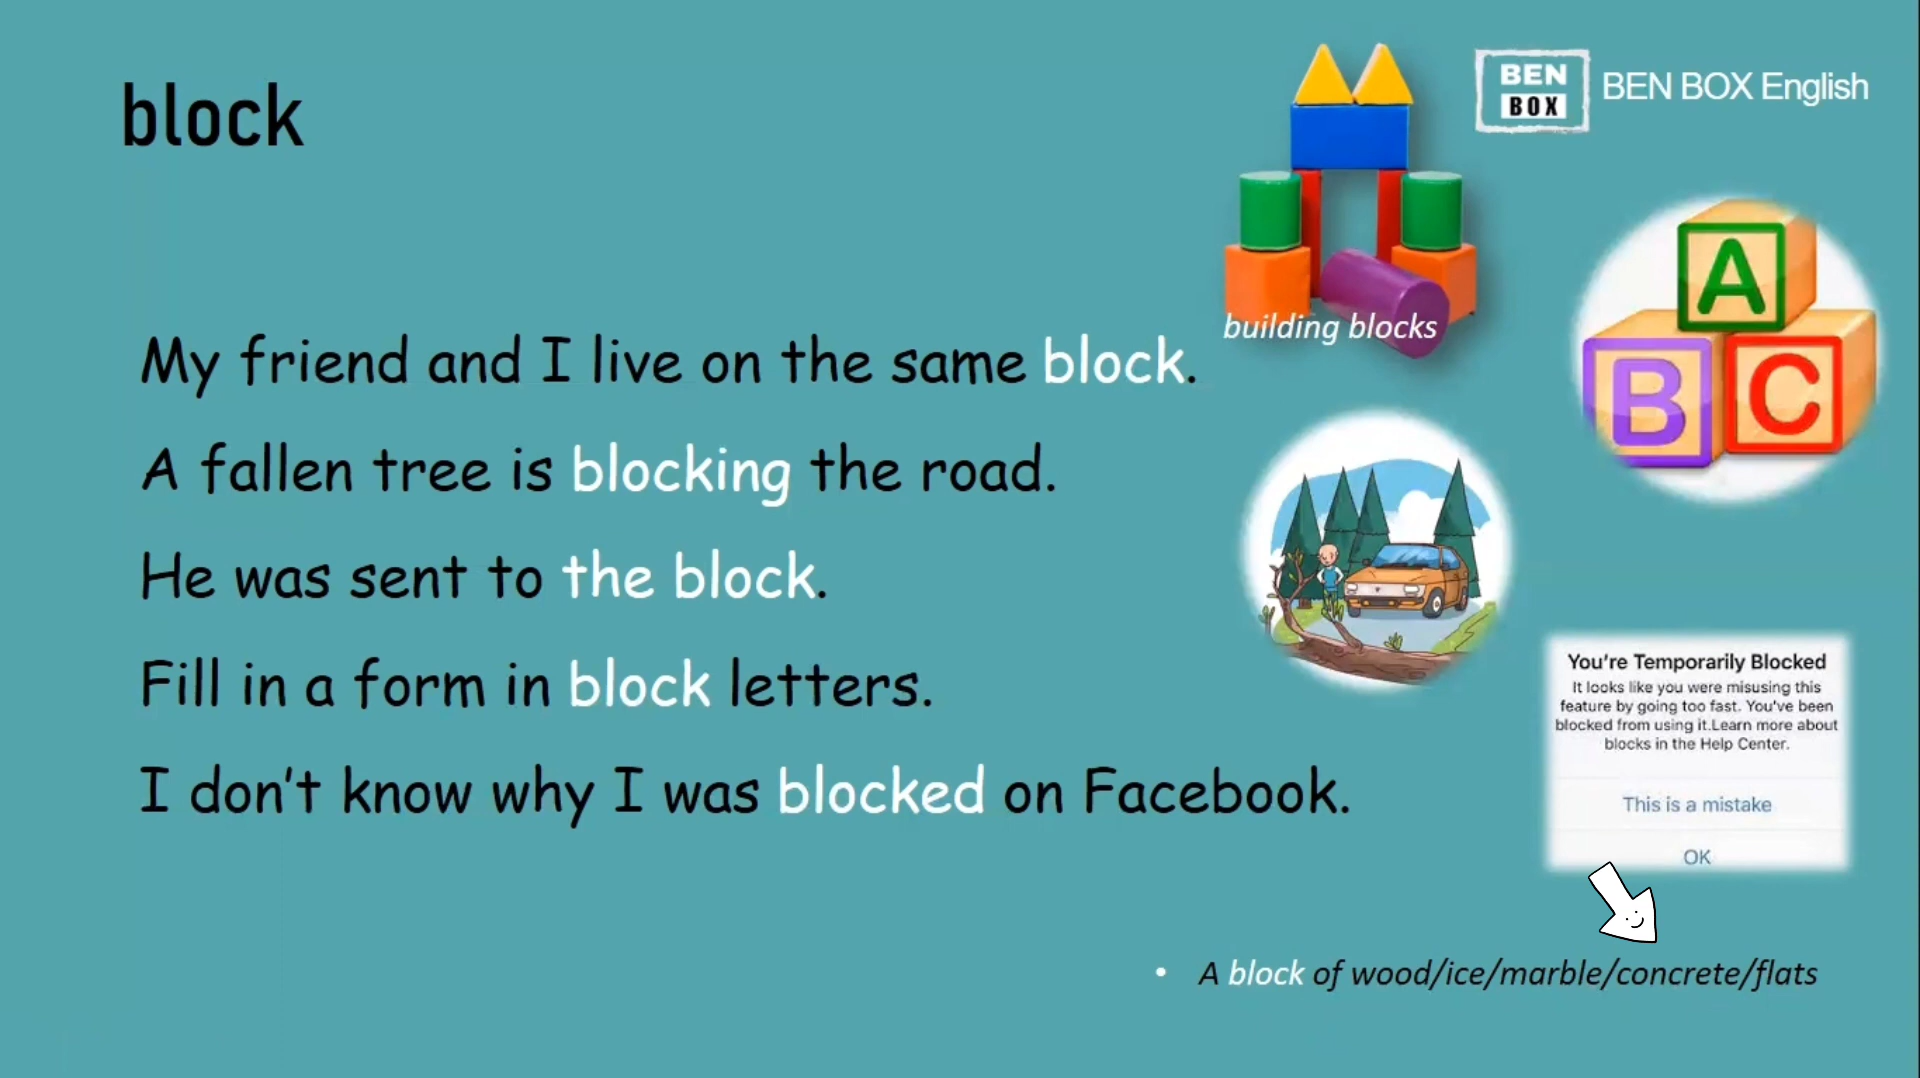 block
BEN
BOX
BEN BOX English
A
B
C
building blocks
My friend and I live on the same block.
A fallen tree is blocking the road.
He was sent to the block.
Fill in a form in block letters.
I don't know why I was blocked on Facebook.
You're Temporarily Blocked
It looks like you were misusing this
feature by going too fast. You've been
blocked from using it.Learn more about
blocks in the Help Center.
This is a mistake
OK
• A block of wood/ice/marble/concrete/flats